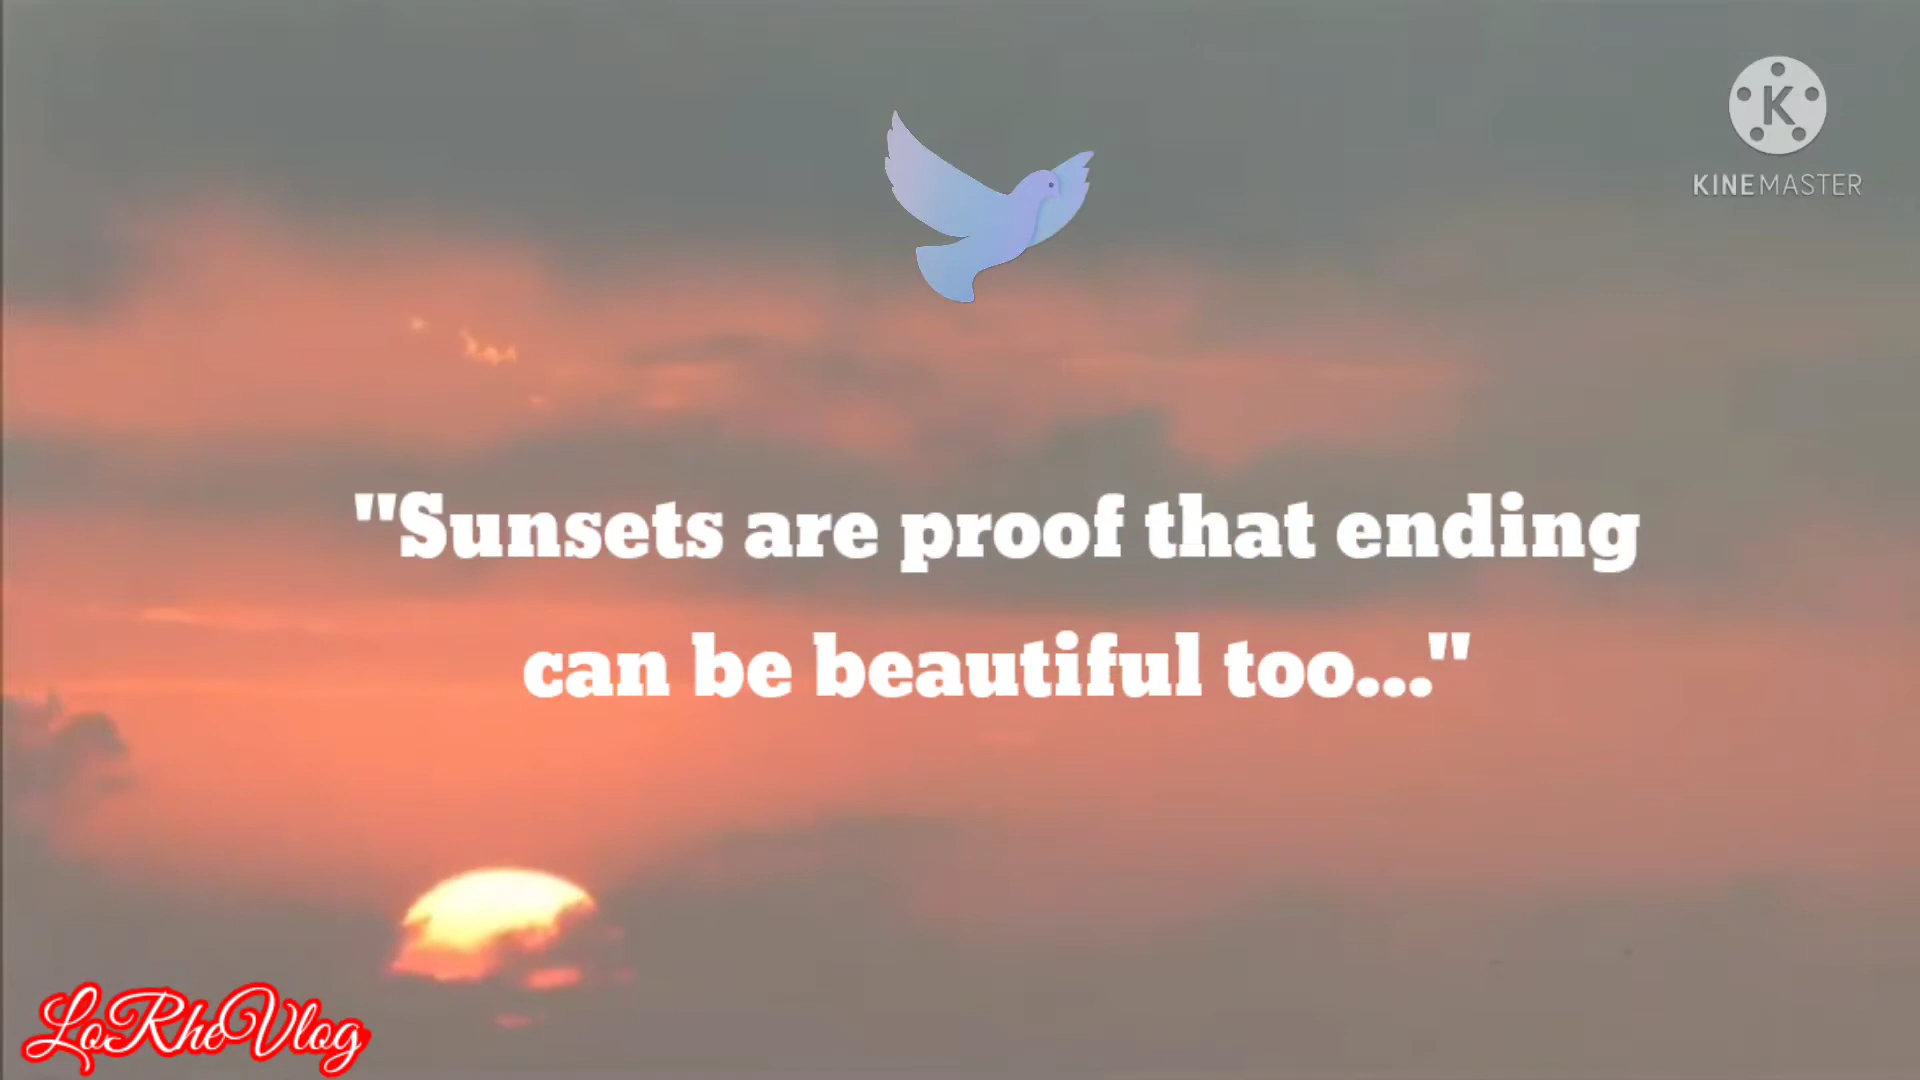 K
KINEMASTER
"Sunsets are proof that ending
can be beautiful too..."
LoRheVlog